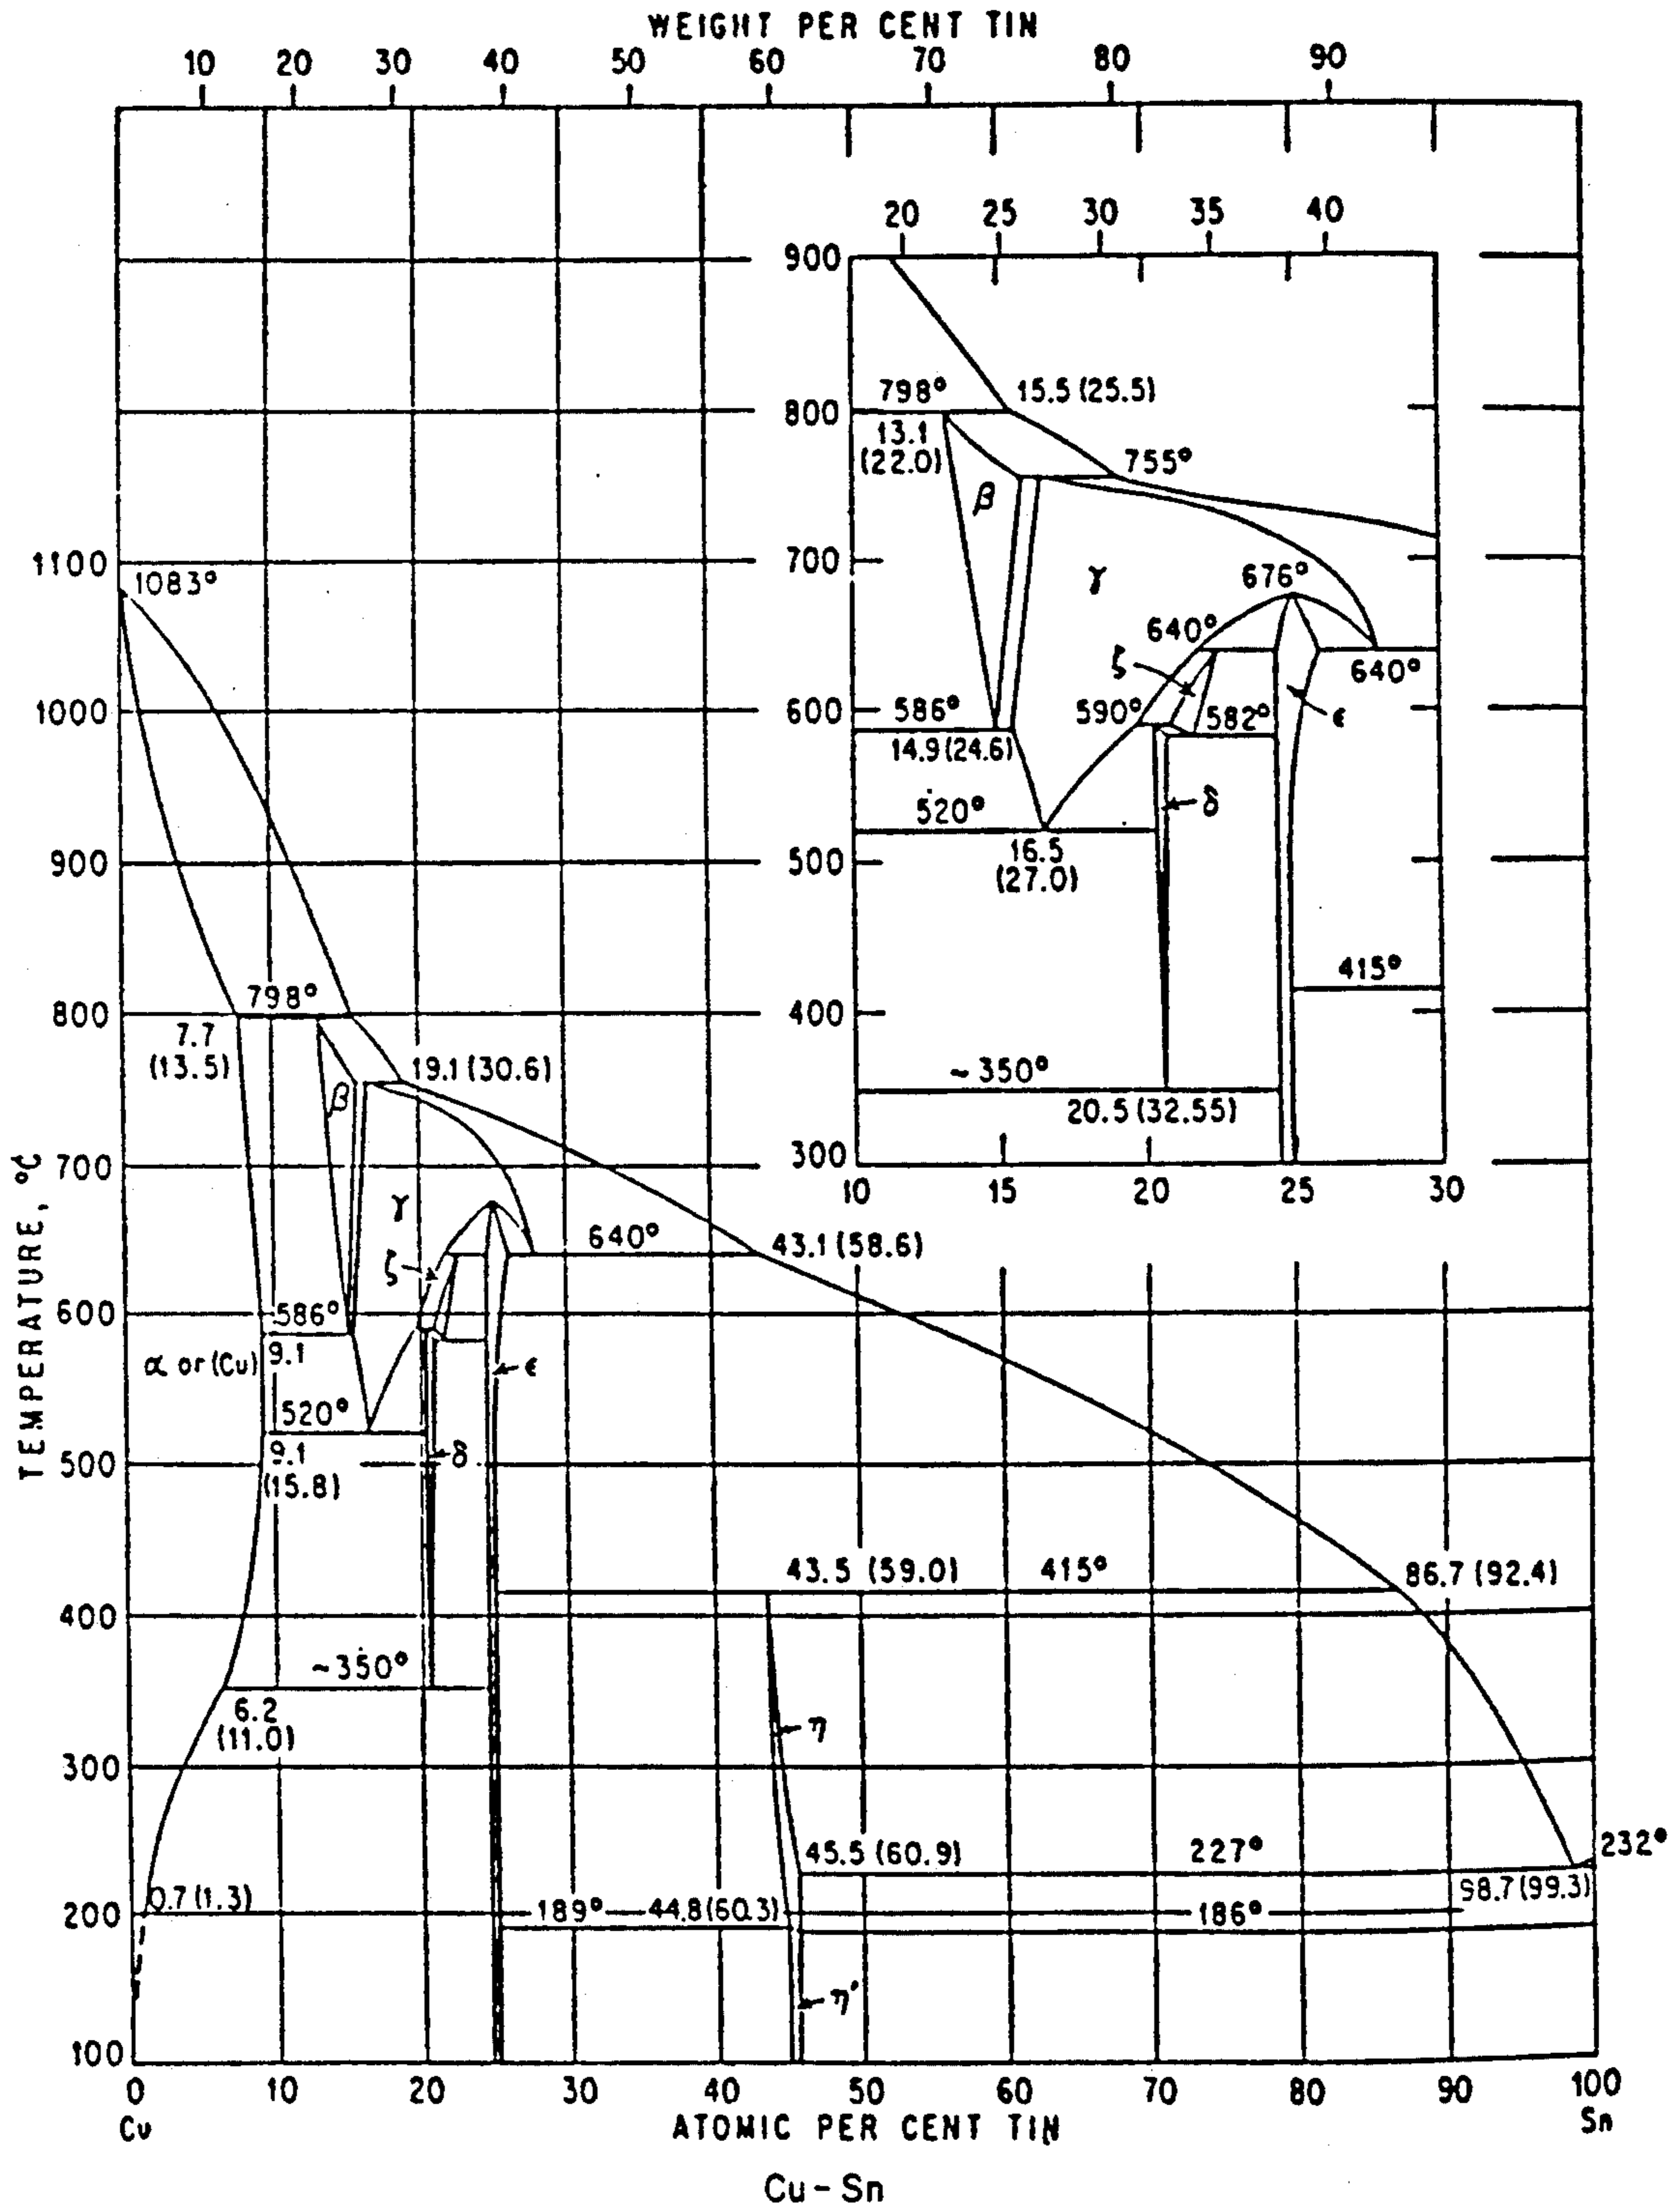 WEIGHT PER CENT TIN
10 20 30 40 50 60 70 80 90
20 25 30 35 40
900
798° 15.5 (25.5)
800
13.1
(22.0)
755°
β
700
γ
676°
640°
ζ
640°
600
586°
590°
582°
ϵ
14.9 (24.6)
δ
520°
500
16.5
(27.0)
415°
400
~350°
20.5 (32.55)
300
10 15 20 25 30
1100
1083°
1000
900
800
798°
7.7
(13.5)
19.1 (30.6)
β
700
γ
640°
43.1 (58.6)
ζ
600
586°
α or (Cu)
9.1
ϵ
520°
500
9.1
(15.8)
δ
43.5 (59.0)
415°
86.7 (92.4)
400
~350°
6.2
(11.0)
η
300
45.5 (60.9)
227°
232°
98.7 (99.3)
0.7 (1.3)
200
189°
44.8 (60.3)
186°
η'
100
TEMPERATURE, °C
0 10 20 30 40 50 60 70 80 90 100
Cu
ATOMIC PER CENT TIN
Sn
Cu – Sn